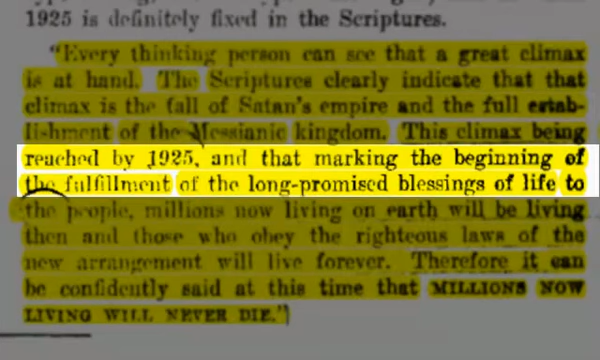 1925 is definitely fixed in the Scriptures.
"Every thinking person can see that a great climax
is at hand. The Scriptures clearly indicate that that
climax is the fall of Satan's empire and the full estab-
lishment of the Messianic kingdom. This climax being
reached by 1925, and that marking the beginning of
the fulfillment of the long-promised blessings of life to
the people, millions now living on earth will be living
then and those who obey the righteous laws of the
new arrangement will live forever. Therefore it can
be confidently said at this time that MILLIONS NOW
LIVING WILL NEVER DIE."